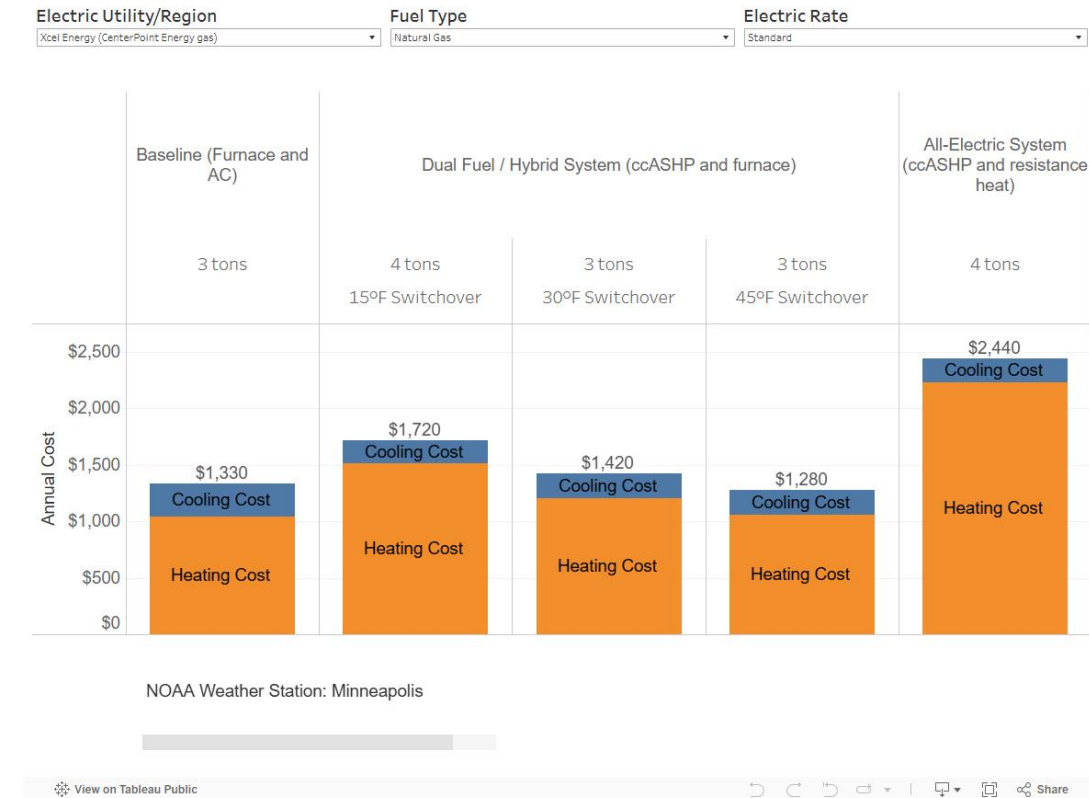 Electric Utility/Region
Xcel Energy (CenterPoint Energy gas)
Fuel Type
Natural Gas
Electric Rate
Standard
Baseline (Furnace and
AC)
Dual Fuel / Hybrid System (ccASHP and furnace)
All-Electric System
(ccASHP and resistance
heat)
3 tons
4 tons
15ºF Switchover
3 tons
30ºF Switchover
3 tons
45ºF Switchover
4 tons
Annual Cost
$2,500
$2,000
$1,500
$1,000
$500
$0
$1,330
Cooling Cost
Heating Cost
$1,720
Cooling Cost
Heating Cost
$1,420
Cooling Cost
Heating Cost
$1,280
Cooling Cost
Heating Cost
$2,440
Cooling Cost
Heating Cost
NOAA Weather Station: Minneapolis
View on Tableau Public
Share